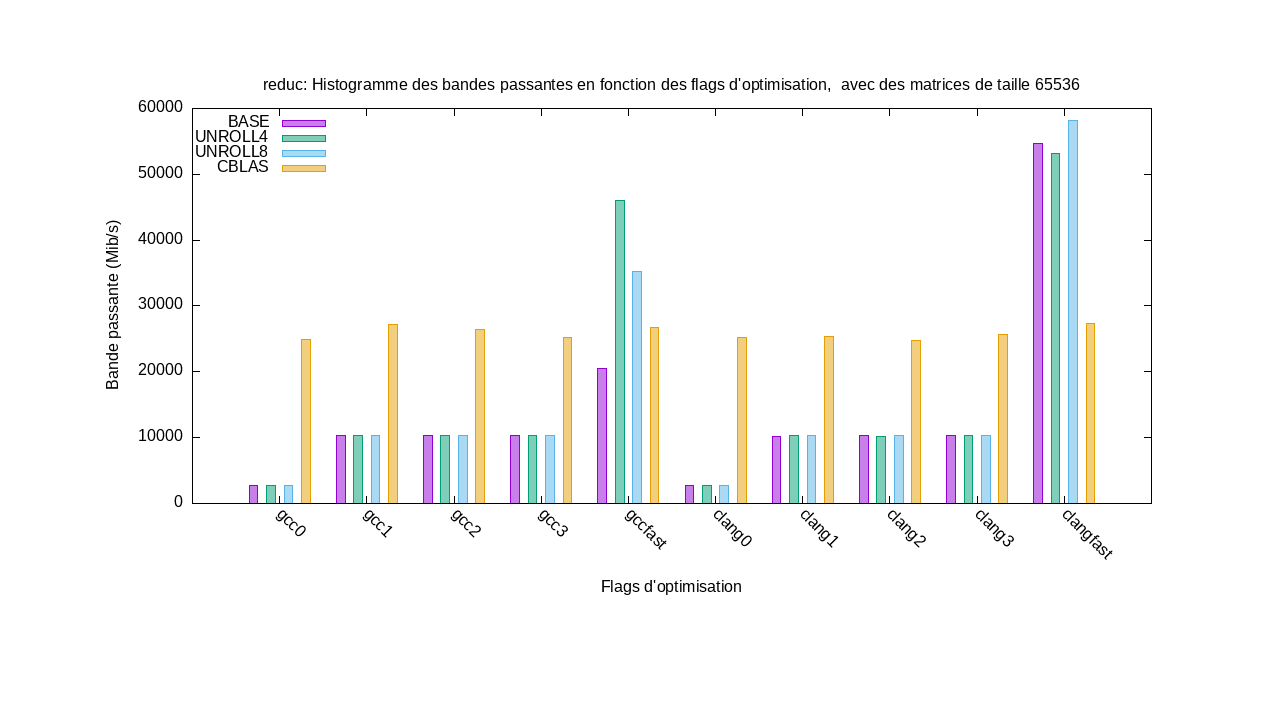 reduc: Histogramme des bandes passantes en fonction des flags d'optimisation,  avec des matrices de taille 65536
60000
50000
40000
30000
20000
10000
0
Bande passante (Mib/s)
BASE
UNROLL4
UNROLL8
CBLAS
gcc0
gcc1
gcc2
gcc3
gccfast
clang0
clang1
clang2
clang3
clangfast
Flags d'optimisation